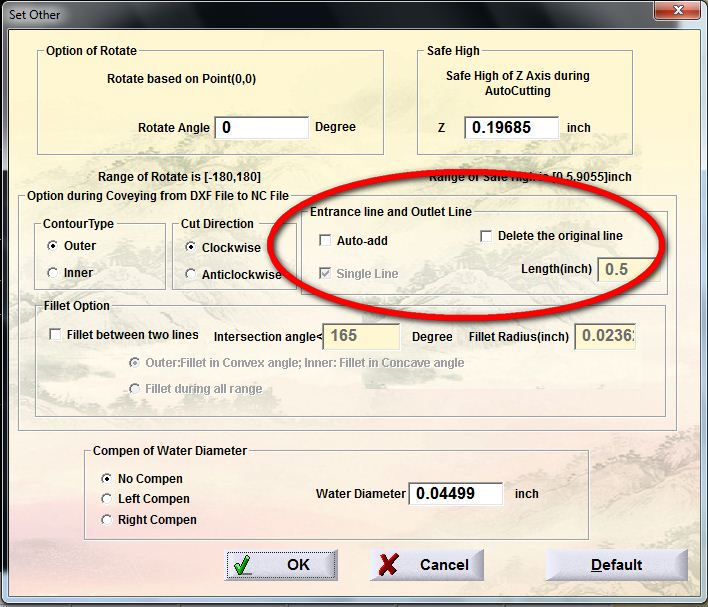 Set Other
Option of Rotate
Rotate based on Point(0,0)
Rotate Angle 0 Degree
Range of Rotate is [-180,180]
Safe High
Safe High of Z Axis during
AutoCutting
Z 0.19685 inch
Range of Safe High is [0.5,9055]inch
Option during Coveying from DXF File to NC File
ContourType
Outer
Inner
Cut Direction
Clockwise
Anticlockwise
Entrance line and Outlet Line
Auto-add
Delete the original line
Single Line
Length(inch) 0.5
Fillet Option
Fillet between two lines Intersection angle< 165 Degree Fillet Radius(inch) 0.02362
Outer:Fillet in Convex angle; Inner: Fillet in Concave angle
Fillet during all range
Compen of Water Diameter
No Compen
Left Compen
Right Compen
Water Diameter 0.04499 inch
OK
Cancel
Default